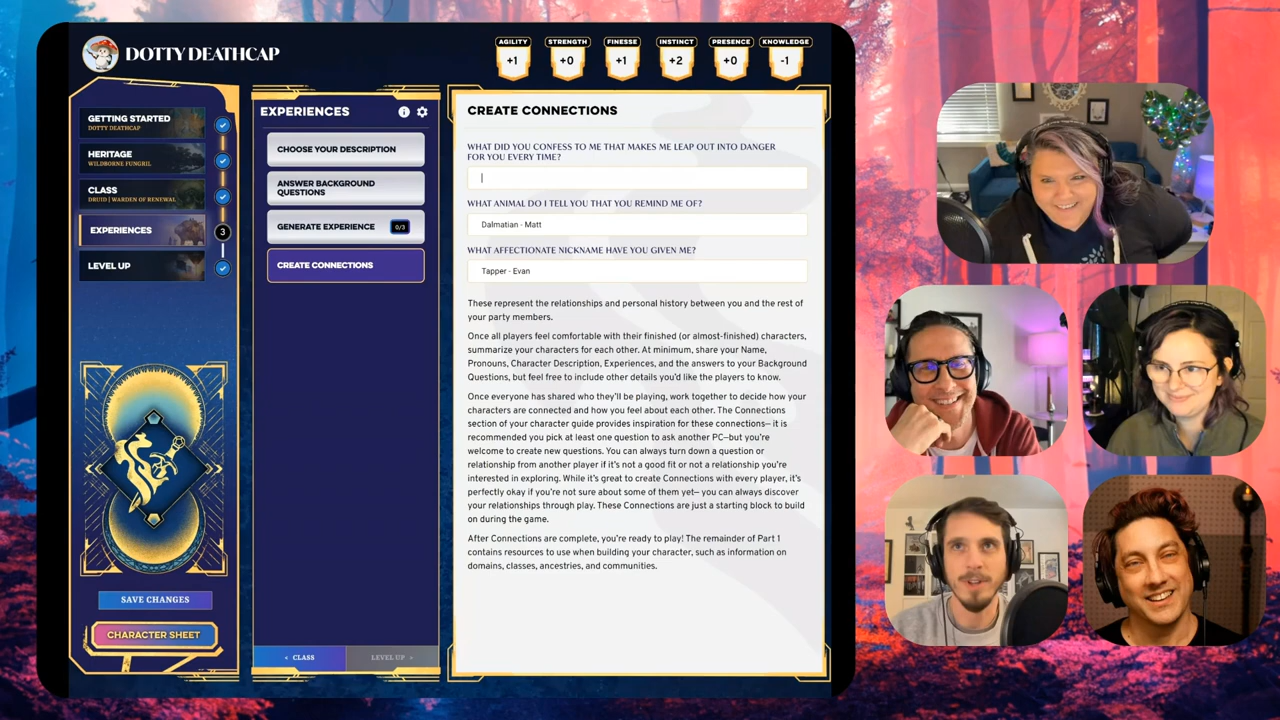 DOTTY DEATHCAP
AGILITY
+1
STRENGTH
+0
FINESSE
+1
INSTINCT
+2
PRESENCE
+0
KNOWLEDGE
-1
GETTING STARTED
DOTTY DEATHCAP
HERITAGE
WILDBORNE FUNGRIL
CLASS
DRUID | WARDEN OF RENEWAL
EXPERIENCES
3
LEVEL UP
SAVE CHANGES
CHARACTER SHEET
EXPERIENCES
CHOOSE YOUR DESCRIPTION
ANSWER BACKGROUND
QUESTIONS
GENERATE EXPERIENCE 0/3
CREATE CONNECTIONS
« CLASS
LEVEL UP »
CREATE CONNECTIONS
WHAT DID YOU CONFESS TO ME THAT MAKES ME LEAP OUT INTO DANGER
FOR YOU EVERY TIME?
WHAT ANIMAL DO I TELL YOU THAT YOU REMIND ME OF?
Dalmatian - Matt
WHAT AFFECTIONATE NICKNAME HAVE YOU GIVEN ME?
Tapper - Evan
These represent the relationships and personal history between you and the rest of
your party members.
Once all players feel comfortable with their finished (or almost-finished) characters,
summarize your characters for each other. At minimum, share your Name,
Pronouns, Character Description, Experiences, and the answers to your Background
Questions, but feel free to include other details you'd like the players to know.
Once everyone has shared who they'll be playing, work together to decide how your
characters are connected and how you feel about each other. The Connections
section of your character guide provides inspiration for these connections— it is
recommended you pick at least one question to ask another PC—but you're
welcome to create new questions. You can always turn down a question or
relationship from another player if it's not a good fit or not a relationship you're
interested in exploring. While it's great to create Connections with every player, it's
perfectly okay if you're not sure about some of them yet— you can always discover
your relationships through play. These Connections are just a starting block to build
on during the game.
After Connections are complete, you're ready to play! The remainder of Part 1
contains resources to use when building your character, such as information on
domains, classes, ancestries, and communities.